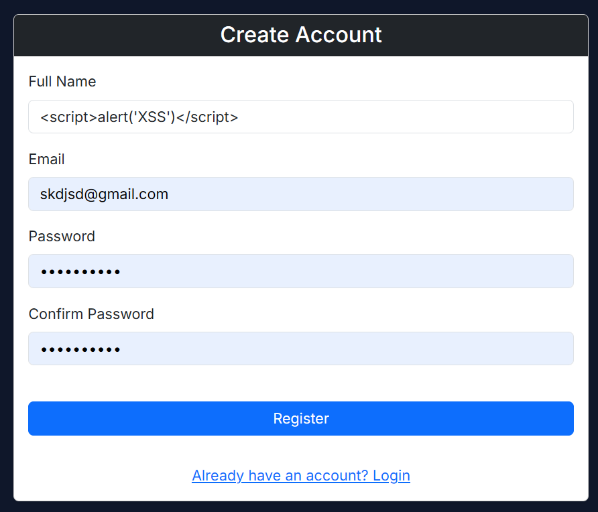 Create Account
Full Name
<script>alert('XSS')</script>
Email
skdjsd@gmail.com
Password
••••••••••
Confirm Password
••••••••••
Register
Already have an account? Login